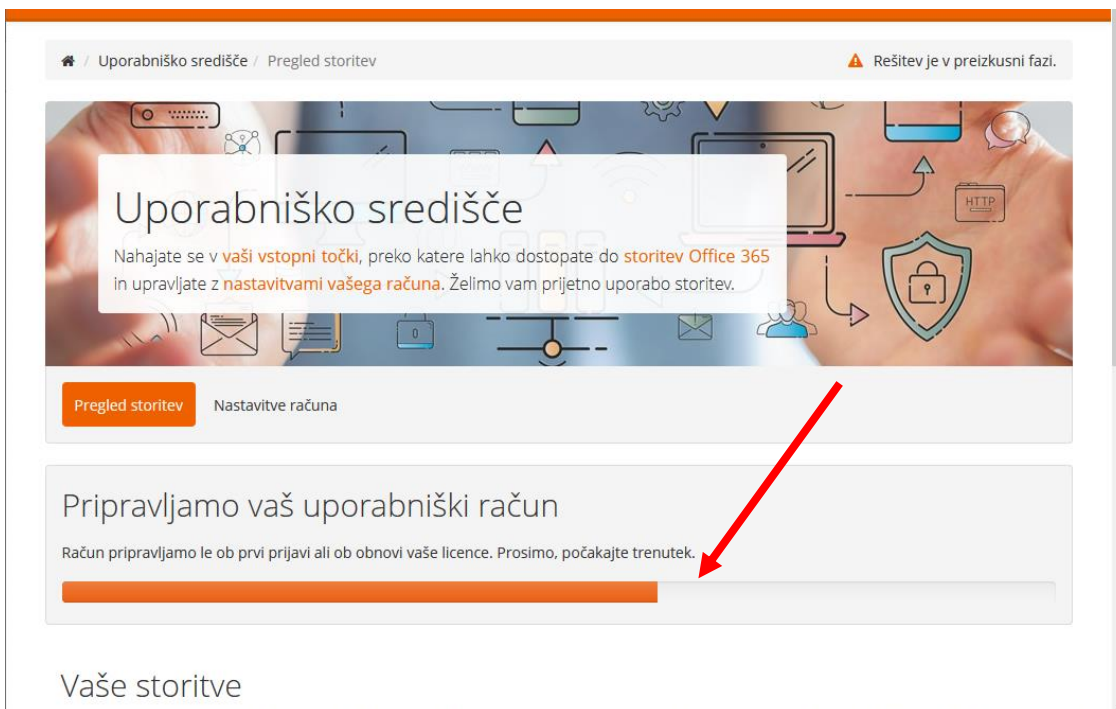 / Uporabniško središče / Pregled storitev
Rešitev je v preizkusni fazi.
HTTP
Uporabniško središče
Nahajate se v vaši vstopni točki, preko katere lahko dostopate do storitev Office 365
in upravljate z nastavitvami vašega računa. Želimo vam prijetno uporabo storitev.
Pregled storitev
Nastavitve računa
Pripravljamo vaš uporabniški račun
Račun pripravljamo le ob prvi prijavi ali ob obnovi vaše licence. Prosimo, počakajte trenutek.
Vaše storitve